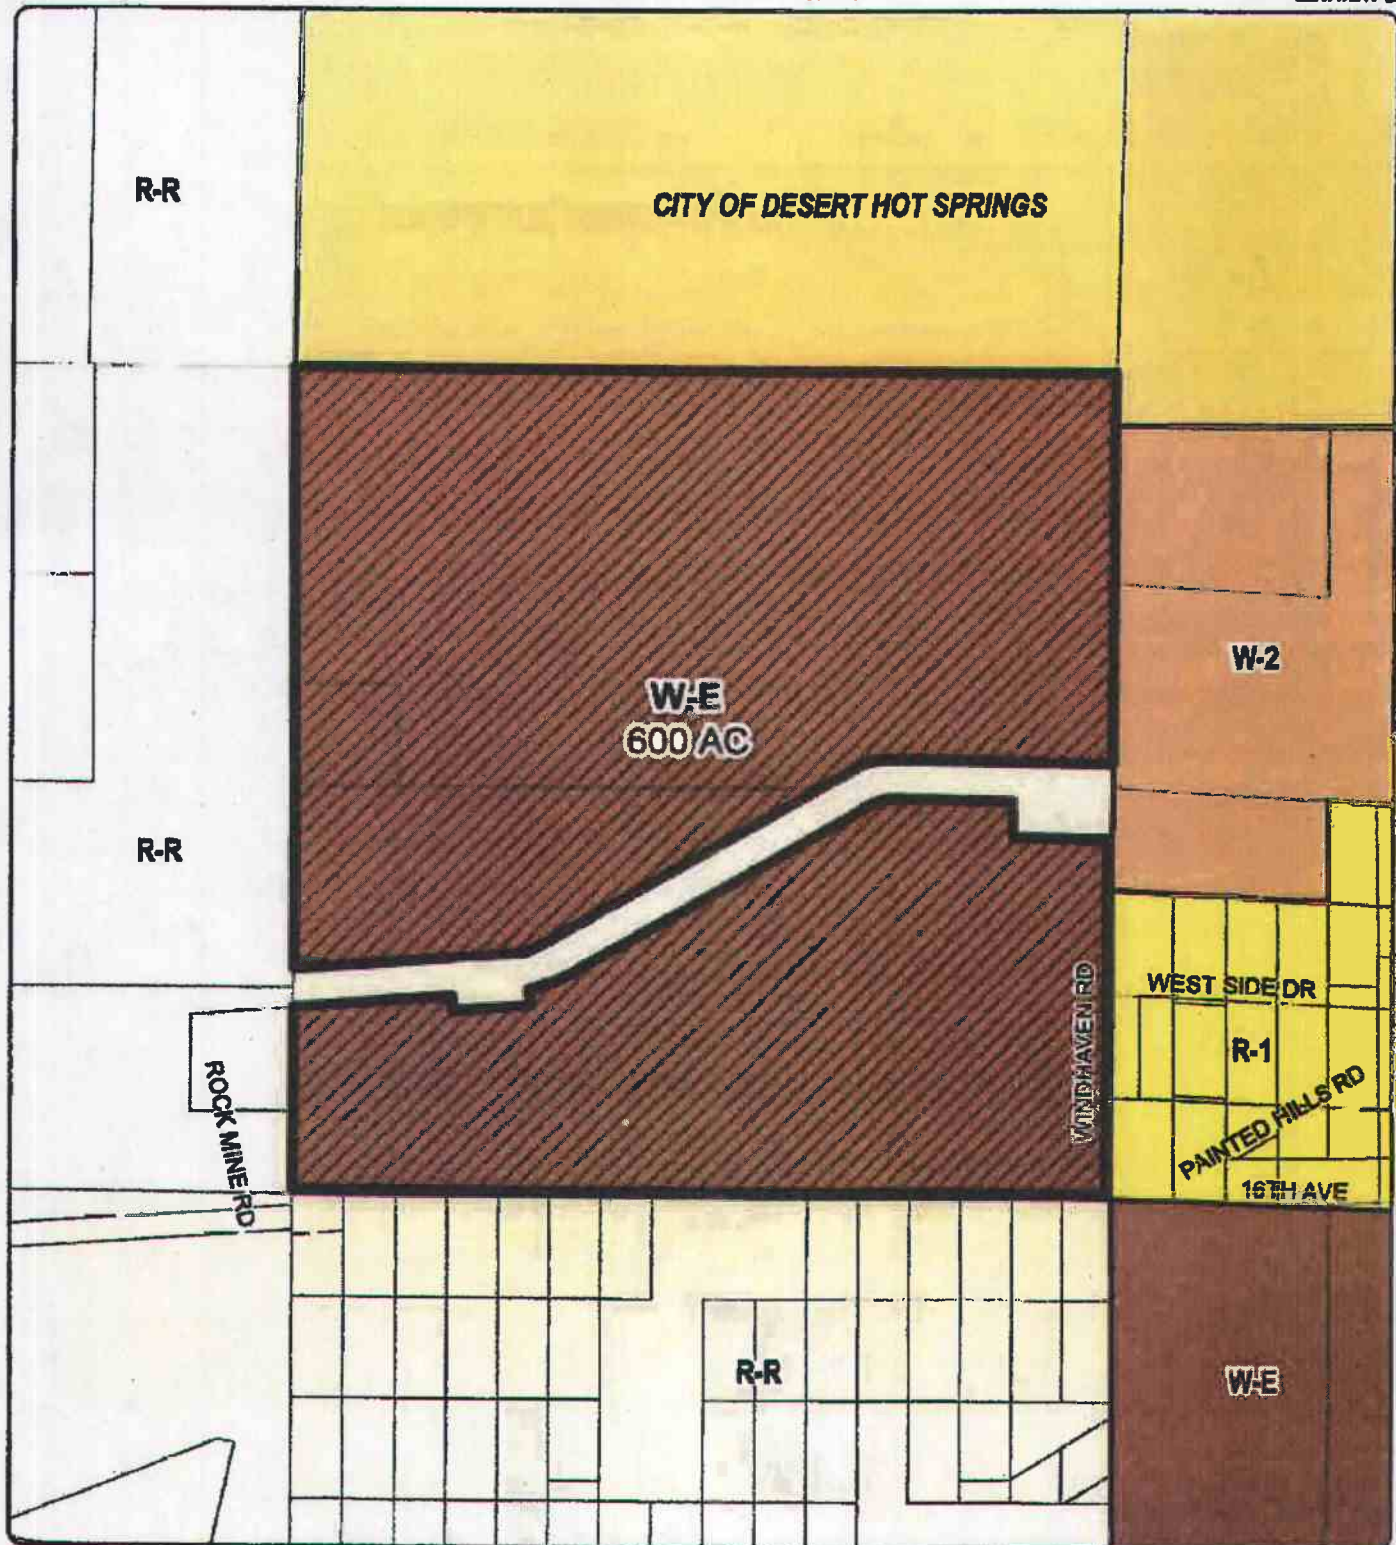 R-R
CITY OF DESERT HOT SPRINGS
W-2
W-E
600 AC
R-R
WEST SIDE DR
WINDHAVEN RD
R-1
ROCK MINE RD
PAINTED HILLS RD
16TH AVE
R-R
W-E